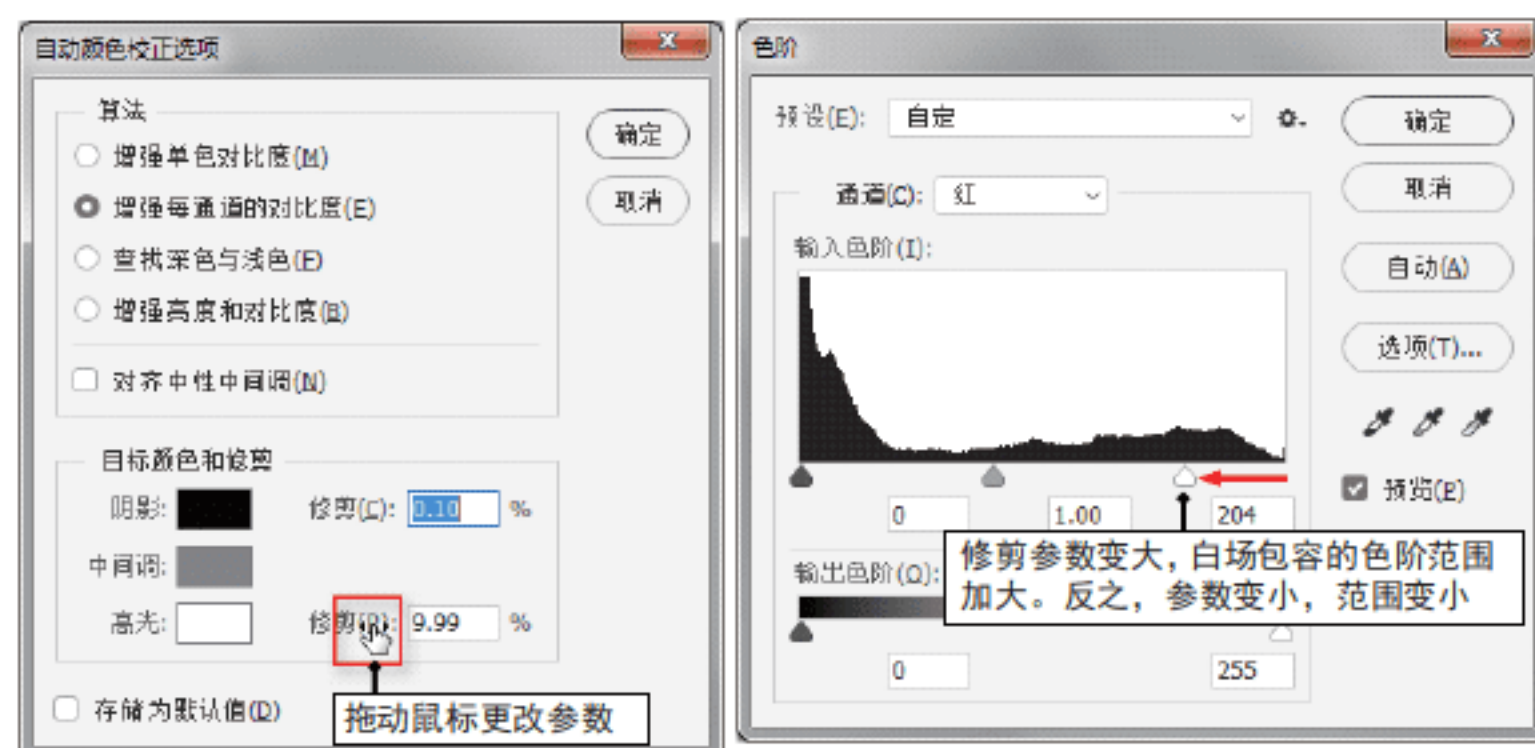 自动颜色校正选项
算法
增强单色对比度(M)
增强每通道的对比度(E)
查找深色与浅色(F)
增强亮度和对比度(B)
对齐中性中间调(N)
确定
取消
目标颜色和修剪
阴影: 修剪(C): 0.10 %
中间调:
高光: 修剪(P): 9.99 %
存储为默认值(D)
拖动鼠标更改参数
色阶
预设(E): 自定
通道(C): 红
输入色阶(I):
0 1.00 204
修剪参数变大，白场包容的色阶范围
加大。反之，参数变小，范围变小
输出色阶(O):
0 255
确定
取消
自动(A)
选项(T)...
预览(P)